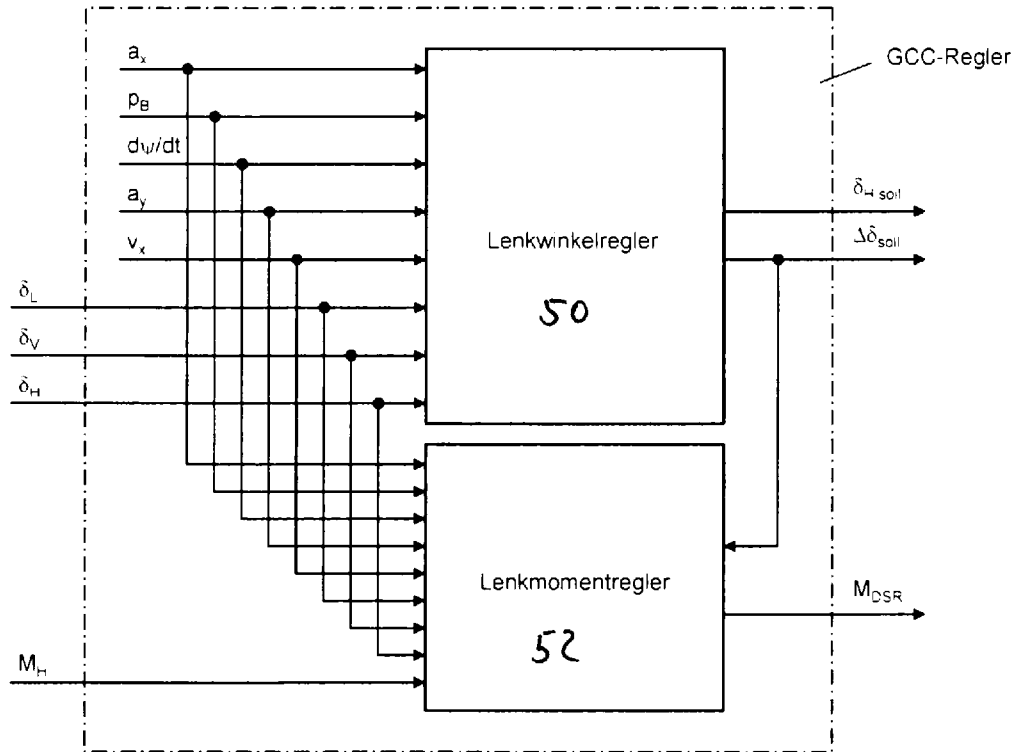 a_x
GCC-Regler
p_B
dψ/dt
a_y
δ_H soll
v_x
Δδ_soll
Lenkwinkelregler
50
δ_L
δ_V
δ_H
Lenkmomentregler
52
M_DSR
M_H